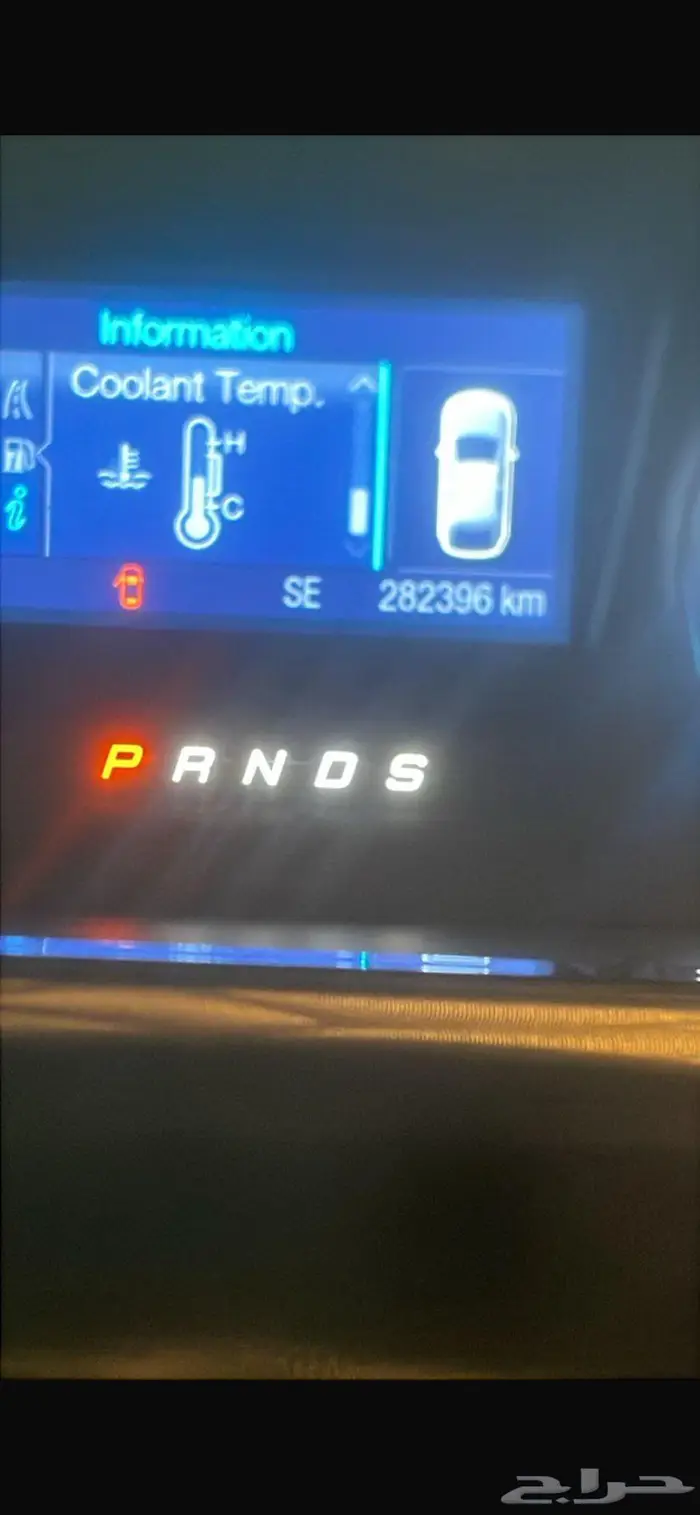 Information
Coolant Temp.
H
C
i
SE 282396 km
P R N D S
حراج